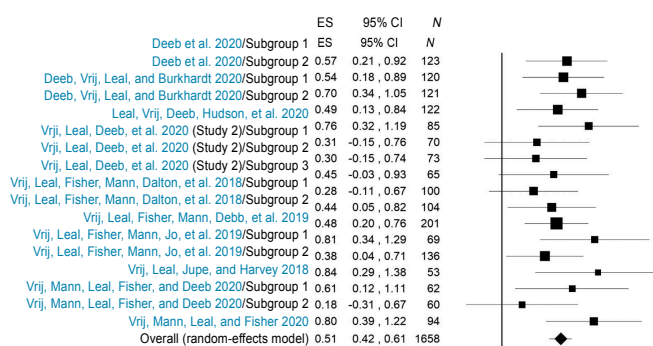 ES 95% CI N
Deeb et al. 2020/Subgroup 1 ES 95% CI N
Deeb et al. 2020/Subgroup 2 0.57 0.21 , 0.92 123
Deeb, Vrij, Leal, and Burkhardt 2020/Subgroup 1 0.54 0.18 , 0.89 120
Deeb, Vrij, Leal, and Burkhardt 2020/Subgroup 2 0.70 0.34 , 1.05 121
Leal, Vrij, Deeb, Hudson, et al. 2020 0.49 0.13 , 0.84 122
Vrji, Leal, Deeb, et al. 2020 (Study 2)/Subgroup 1 0.76 0.32 , 1.19 85
Vrji, Leal, Deeb, et al. 2020 (Study 2)/Subgroup 2 0.31 -0.15 , 0.76 70
Vrij, Leal, Deeb, et al. 2020 (Study 2)/Subgroup 3 0.30 -0.15 , 0.74 73
0.45 -0.03 , 0.93 65
Vrij, Leal, Fisher, Mann, Dalton, et al. 2018/Subgroup 1 0.28 -0.11 , 0.67 100
Vrij, Leal, Fisher, Mann, Dalton, et al. 2018/Subgroup 2 0.44 0.05 , 0.82 104
Vrij, Leal, Fisher, Mann, Debb, et al. 2019 0.48 0.20 , 0.76 201
Vrij, Leal, Fisher, Mann, Jo, et al. 2019/Subgroup 1 0.81 0.34 , 1.29 69
Vrij, Leal, Fisher, Mann, Jo, et al. 2019/Subgroup 2 0.38 0.04 , 0.71 136
Vrij, Leal, Jupe, and Harvey 2018 0.84 0.29 , 1.38 53
Vrij, Mann, Leal, Fisher, and Deeb 2020/Subgroup 1 0.61 0.12 , 1.11 62
Vrij, Mann, Leal, Fisher, and Deeb 2020/Subgroup 2 0.18 -0.31 , 0.67 60
Vrij, Mann, Leal, and Fisher 2020 0.80 0.39 , 1.22 94
Overall (random-effects model) 0.51 0.42 , 0.61 1658